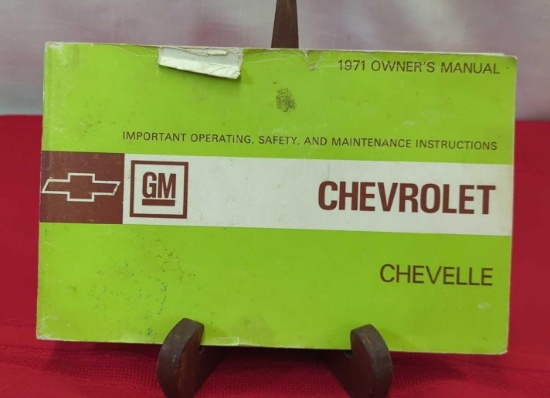 1971 OWNER'S MANUAL
IMPORTANT OPERATING, SAFETY, AND MAINTENANCE INSTRUCTIONS
GM
CHEVROLET
CHEVELLE